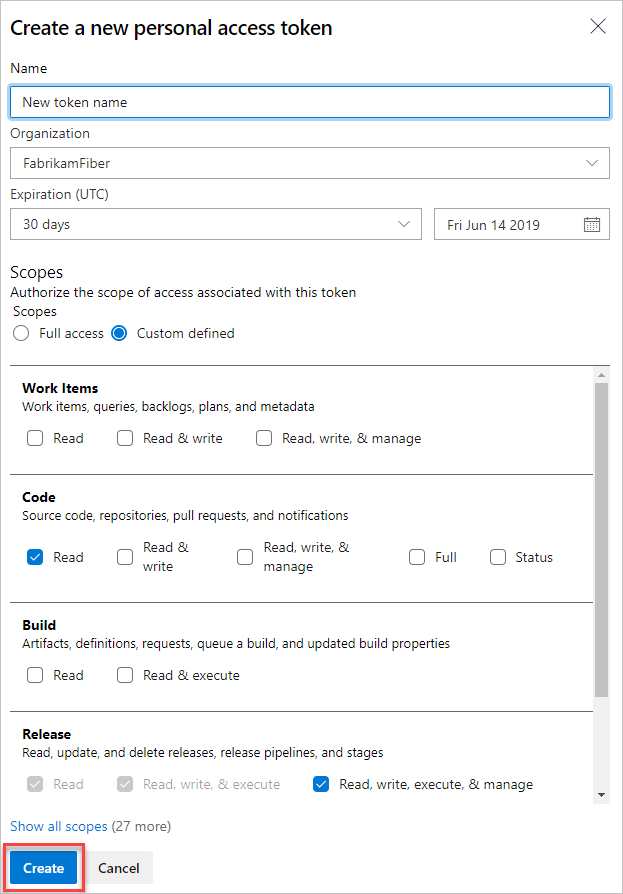 Create a new personal access token
Name
New token name
Organization
FabrikamFiber
Expiration (UTC)
30 days
Fri Jun 14 2019
Scopes
Authorize the scope of access associated with this token
Scopes
Full access
Custom defined
Work Items
Work items, queries, backlogs, plans, and metadata
Read
Read & write
Read, write, & manage
Code
Source code, repositories, pull requests, and notifications
Read
Read &
write
Read, write, &
manage
Full
Status
Build
Artifacts, definitions, requests, queue a build, and updated build properties
Read
Read & execute
Release
Read, update, and delete releases, release pipelines, and stages
Read
Read, write, & execute
Read, write, execute, & manage
Show all scopes (27 more)
Create
Cancel